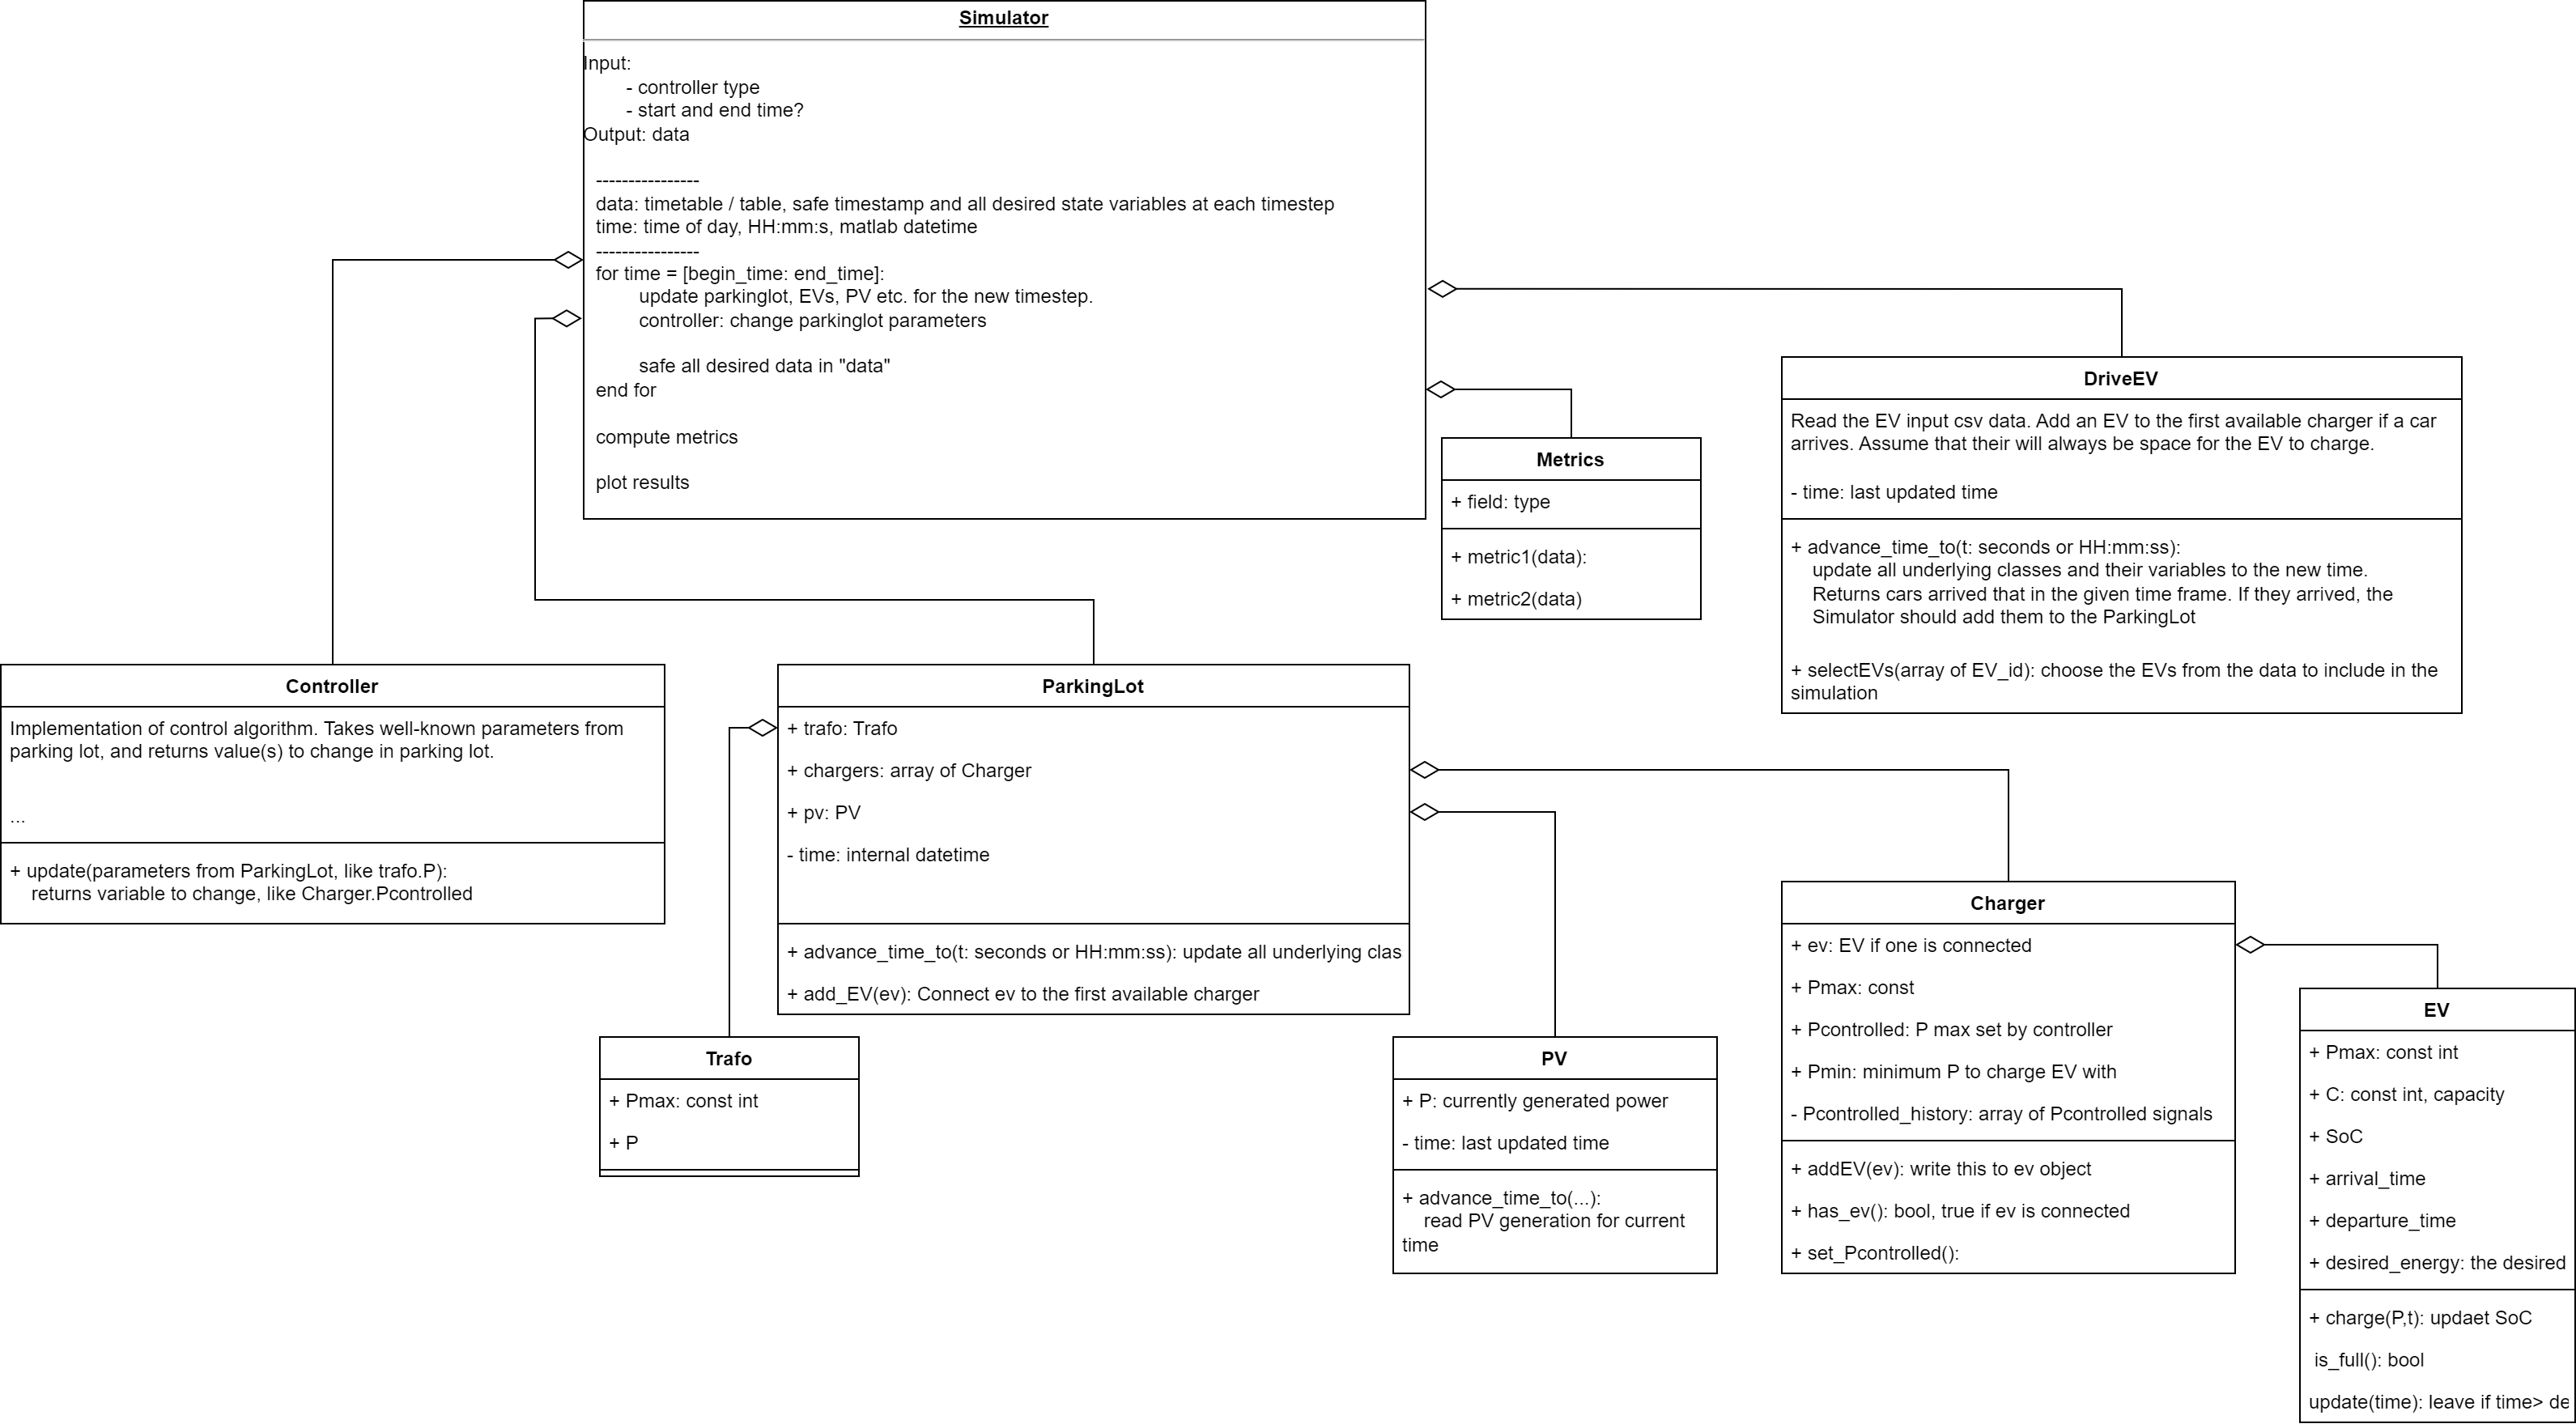 Simulator
Input:
- controller type
- start and end time?
Output: data
----------------
data: timetable / table, safe timestamp and all desired state variables at each timestep
time: time of day, HH:mm:s, matlab datetime
----------------
for time = [begin_time: end_time]:
update parkinglot, EVs, PV etc. for the new timestep.
controller: change parkinglot parameters
safe all desired data in "data"
end for
compute metrics
plot results
DriveEV
Read the EV input csv data. Add an EV to the first available charger if a car
arrives. Assume that their will always be space for the EV to charge.
- time: last updated time
+ advance_time_to(t: seconds or HH:mm:ss):
update all underlying classes and their variables to the new time.
Returns cars arrived that in the given time frame. If they arrived, the
Simulator should add them to the ParkingLot
+ selectEVs(array of EV_id): choose the EVs from the data to include in the
simulation
Metrics
+ field: type
+ metric1(data):
+ metric2(data)
Controller
Implementation of control algorithm. Takes well-known parameters from
parking lot, and returns value(s) to change in parking lot.
...
+ update(parameters from ParkingLot, like trafo.P):
returns variable to change, like Charger.Pcontrolled
ParkingLot
+ trafo: Trafo
+ chargers: array of Charger
+ pv: PV
- time: internal datetime
+ advance_time_to(t: seconds or HH:mm:ss): update all underlying clas
+ add_EV(ev): Connect ev to the first available charger
Trafo
+ Pmax: const int
+ P
PV
+ P: currently generated power
- time: last updated time
+ advance_time_to(...):
read PV generation for current
time
Charger
+ ev: EV if one is connected
+ Pmax: const
+ Pcontrolled: P max set by controller
+ Pmin: minimum P to charge EV with
- Pcontrolled_history: array of Pcontrolled signals
+ addEV(ev): write this to ev object
+ has_ev(): bool, true if ev is connected
+ set_Pcontrolled():
EV
+ Pmax: const int
+ C: const int, capacity
+ SoC
+ arrival_time
+ departure_time
+ desired_energy: the desired
+ charge(P,t): updaet SoC
is_full(): bool
update(time): leave if time> de